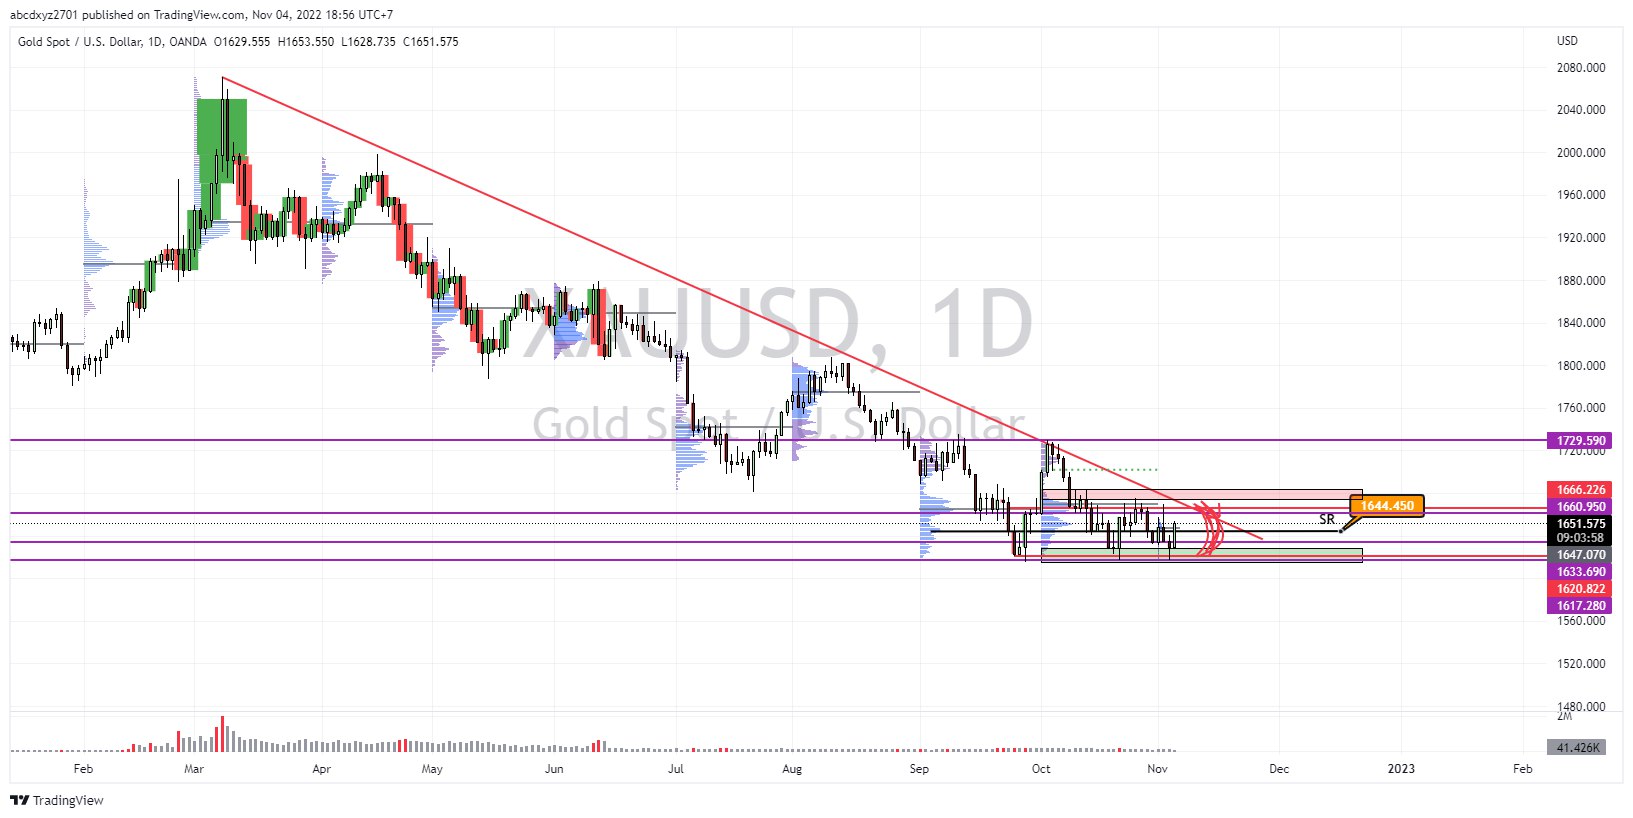 abcdxyz2701 published on TradingView.com, Nov 04, 2022 18:56 UTC+7
Gold Spot / U.S. Dollar, 1D, OANDA O1629.555 H1653.550 L1628.735 C1651.575
USD
2080.000
2040.000
2000.000
1960.000
1920.000
1880.000
1840.000
XAUUSD, 1D
1800.000
1760.000
Gold Spot / U.S. Dollar
1729.590
1720.000
1666.226
1660.950
1644.450
SR
1651.575
09:03:58
1647.070
1633.690
1620.822
1617.280
1560.000
1520.000
1480.000
2M
41.426K
Feb Mar Apr May Jun Jul Aug Sep Oct Nov Dec 2023 Feb
TradingView